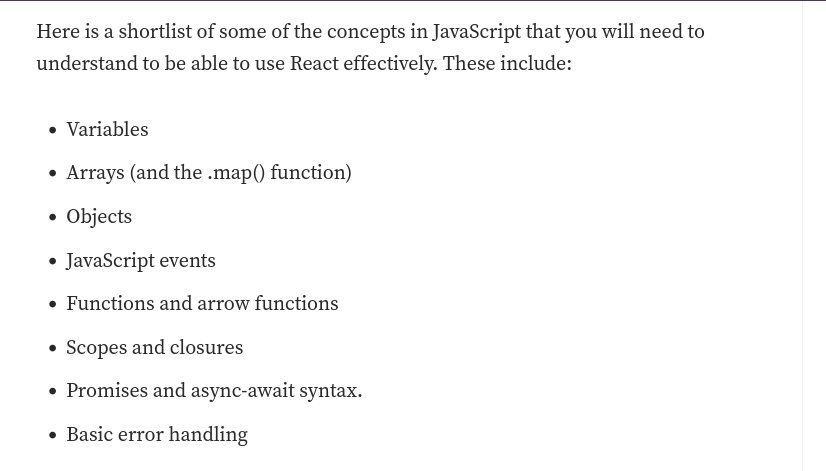 Here is a shortlist of some of the concepts in JavaScript that you will need to
understand to be able to use React effectively. These include:
• Variables
• Arrays (and the .map() function)
• Objects
• JavaScript events
• Functions and arrow functions
• Scopes and closures
• Promises and async-await syntax.
• Basic error handling